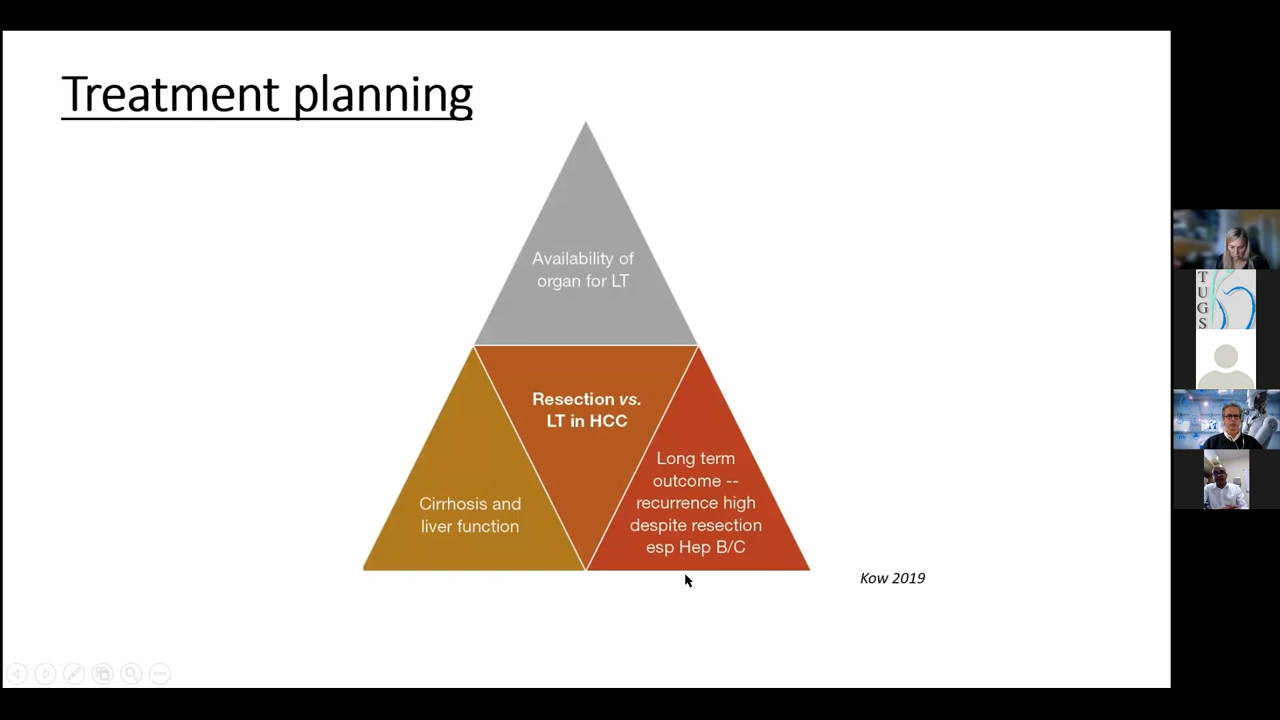 Treatment planning
Availability of
organ for LT
Resection vs.
LT in HCC
Cirrhosis and
liver function
Long term
outcome --
recurrence high
despite resection
esp Hep B/C
Kow 2019
T
U
G
S